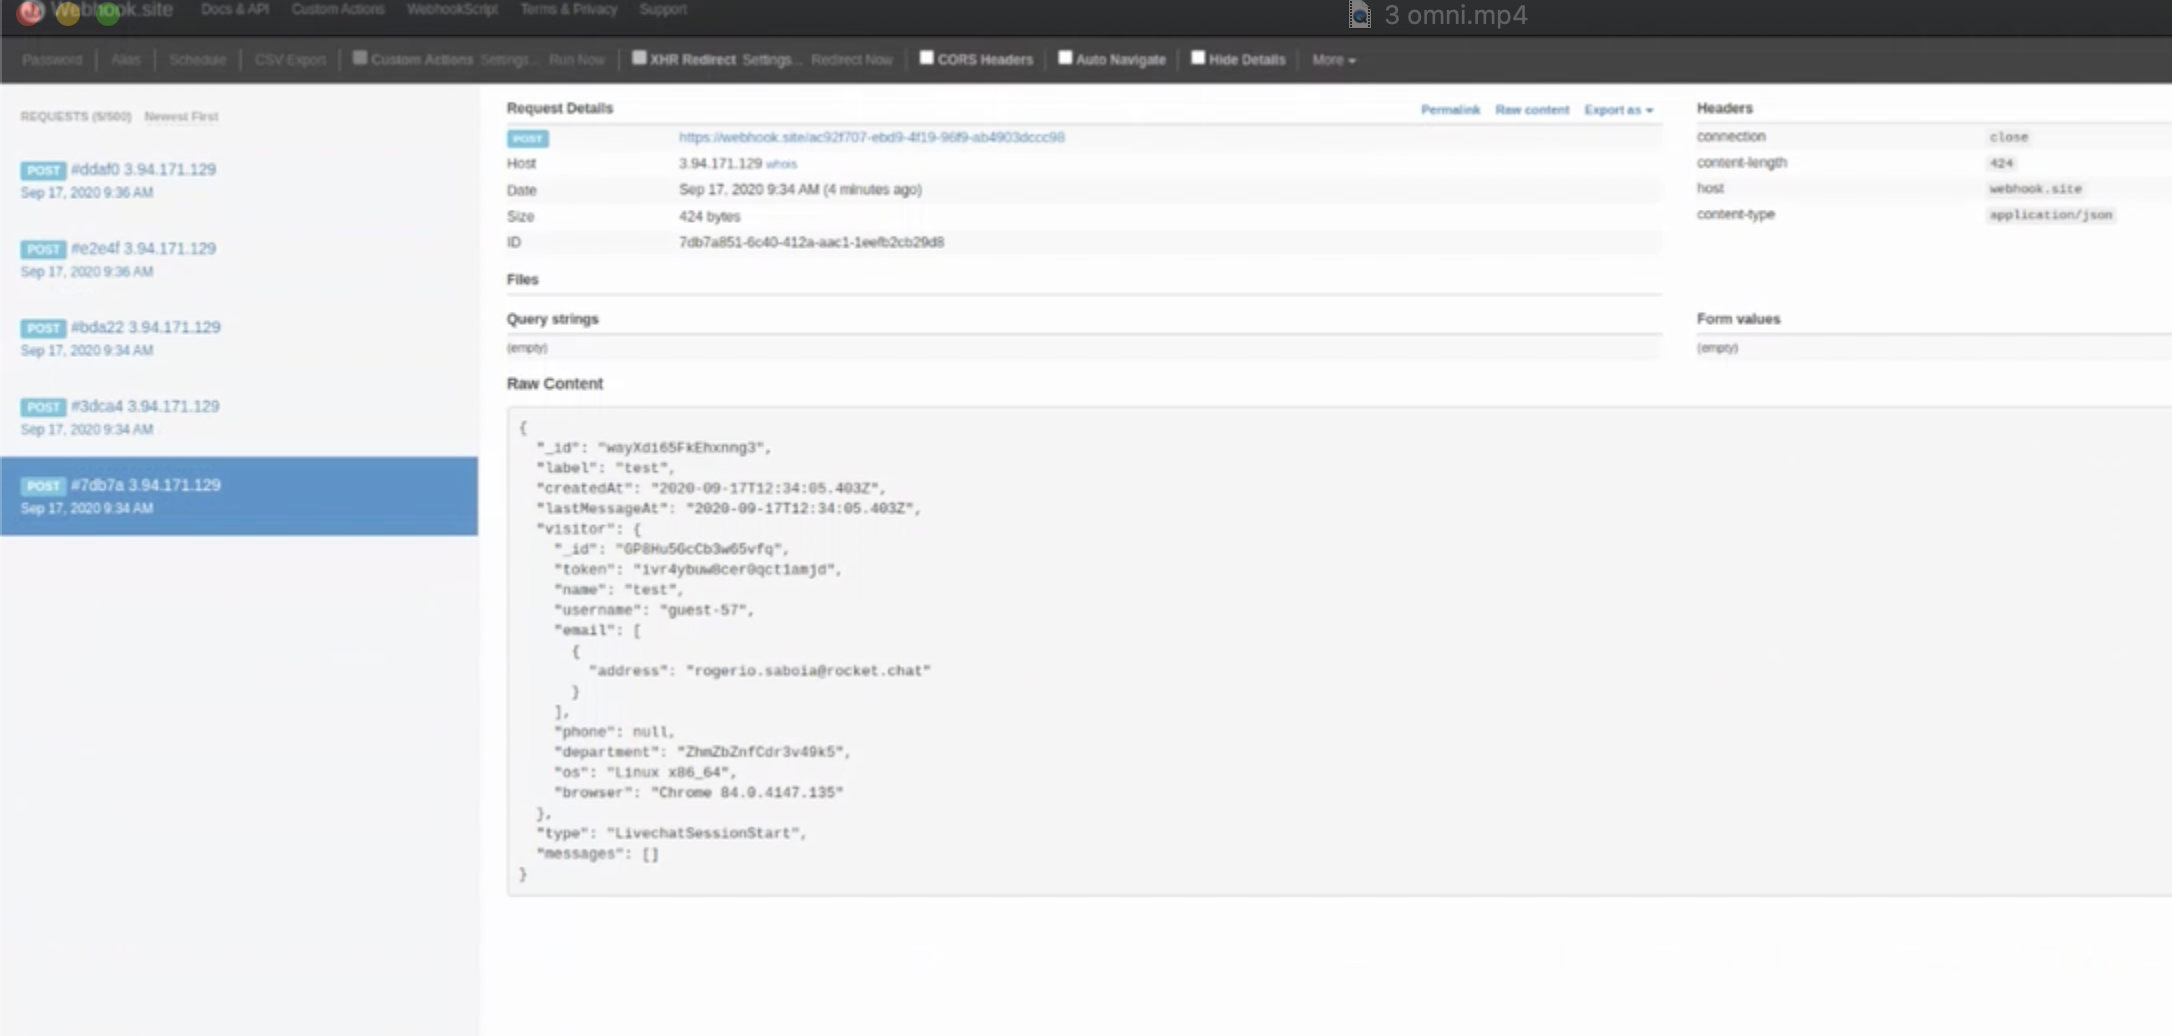 Webhook.site Docs & API Custom Actions WebhookScript Terms & Privacy Support
3 omni.mp4
Password Alias Schedule CSV Export Custom Actions Settings... Run Now XHR Redirect Settings... Redirect Now CORS Headers Auto Navigate Hide Details More
REQUESTS (5/500) Newest First
POST #ddaf0 3.94.171.129
Sep 17, 2020 9:36 AM
POST #e2e4f 3.94.171.129
Sep 17, 2020 9:36 AM
POST #bda22 3.94.171.129
Sep 17, 2020 9:34 AM
POST #3dca4 3.94.171.129
Sep 17, 2020 9:34 AM
POST #7db7a 3.94.171.129
Sep 17, 2020 9:34 AM
Request Details Permalink Raw content Export as
POST https://webhook.site/ac92f707-ebd9-4f19-96f9-ab4903dccc98
Host 3.94.171.129 whois
Date Sep 17, 2020 9:34 AM (4 minutes ago)
Size 424 bytes
ID 7db7a851-6c40-412a-aac1-1eefb2cb29d8
Files
Query strings
(empty)
Headers
connection close
content-length 424
host webhook.site
content-type application/json
Form values
(empty)
Raw Content
{
"_id": "wayXdi65FkEhxnng3",
"label": "test",
"createdAt": "2020-09-17T12:34:05.403Z",
"lastMessageAt": "2020-09-17T12:34:05.403Z",
"visitor": {
"_id": "GP8Hu5GcCb3w65vfq",
"token": "ivr4ybuw8cer0qct1amjd",
"name": "test",
"username": "guest-57",
"email": [
{
"address": "rogerio.saboia@rocket.chat"
}
],
"phone": null,
"department": "ZhmZbZnfCdr3v49k5",
"os": "Linux x86_64",
"browser": "Chrome 84.0.4147.135"
},
"type": "LivechatSessionStart",
"messages": []
}